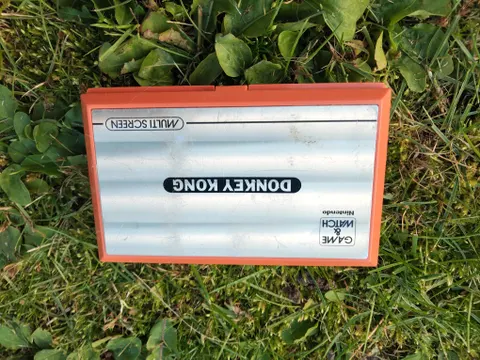 GAME &
WATCH
Nintendo
DONKEY KONG
MULTI SCREEN